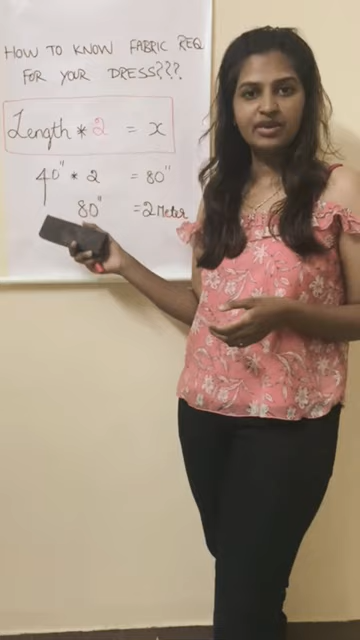 HOW TO KNOW FABRIC REQ
FOR YOUR DRESS???.
Length * 2 = x
40" * 2 = 80"
80" = 2 Meter